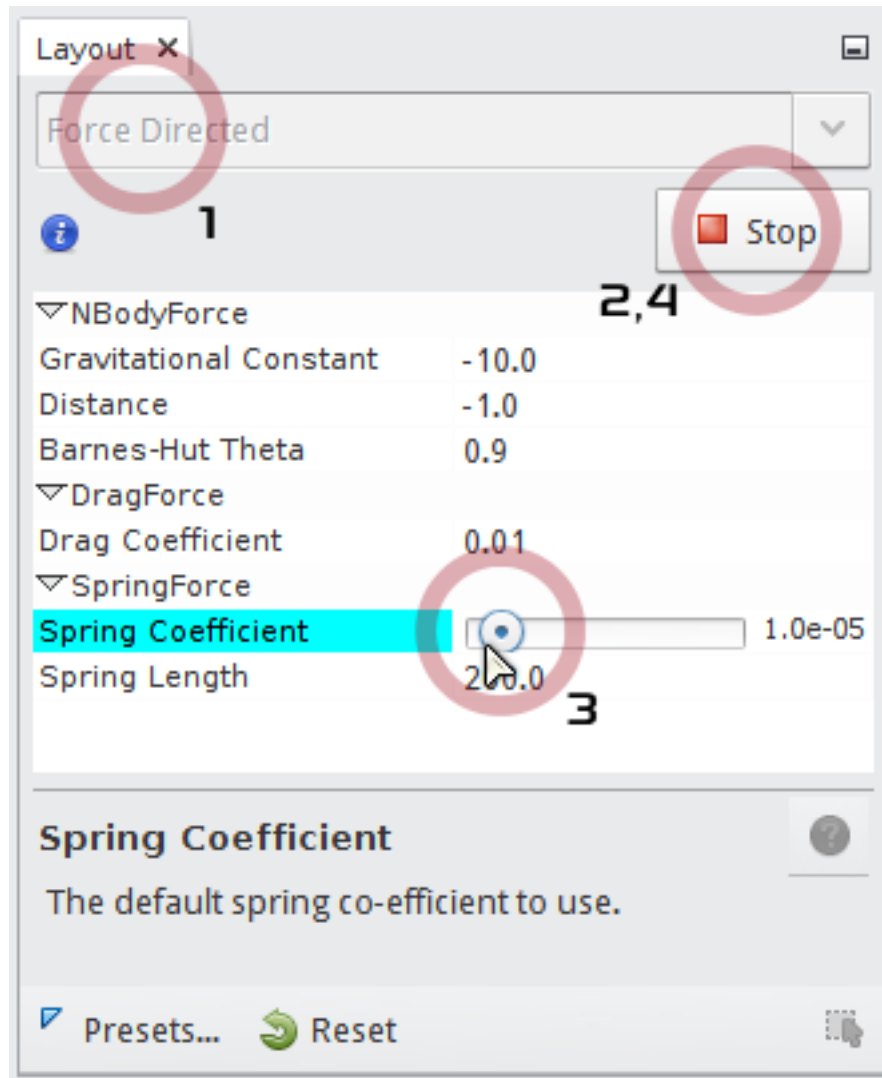 Layout
Force Directed
1
Stop
2,4
NBodyForce
Gravitational Constant -10.0
Distance -1.0
Barnes-Hut Theta 0.9
DragForce
Drag Coefficient 0.01
SpringForce
Spring Coefficient 1.0e-05
Spring Length
3
Spring Coefficient
The default spring co-efficient to use.
Presets... Reset